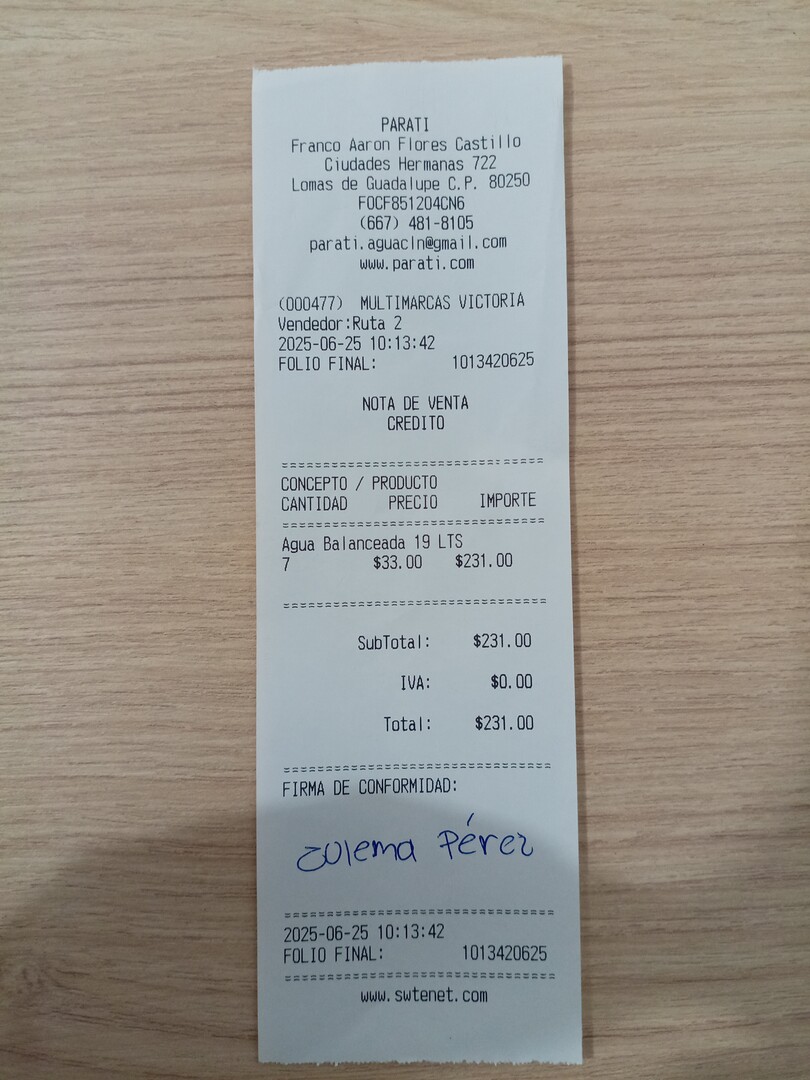 PARATI
Franco Aaron Flores Castillo
Ciudades Hermanas 722
Lomas de Guadalupe C.P. 80250
FOCF851204CN6
(667) 481-8105
parati.aguacln@gmail.com
www.parati.com
(000477) MULTIMARCAS VICTORIA
Vendedor:Ruta 2
2025-06-25 10:13:42
FOLIO FINAL: 1013420625
NOTA DE VENTA
CREDITO
==========================================
CONCEPTO / PRODUCTO
CANTIDAD PRECIO IMPORTE
==========================================
Agua Balanceada 19 LTS
7 $33.00 $231.00
==========================================
SubTotal: $231.00
IVA: $0.00
Total: $231.00
==========================================
FIRMA DE CONFORMIDAD:
Zulema Pérez
==========================================
2025-06-25 10:13:42
FOLIO FINAL: 1013420625
==========================================
www.swtenet.com